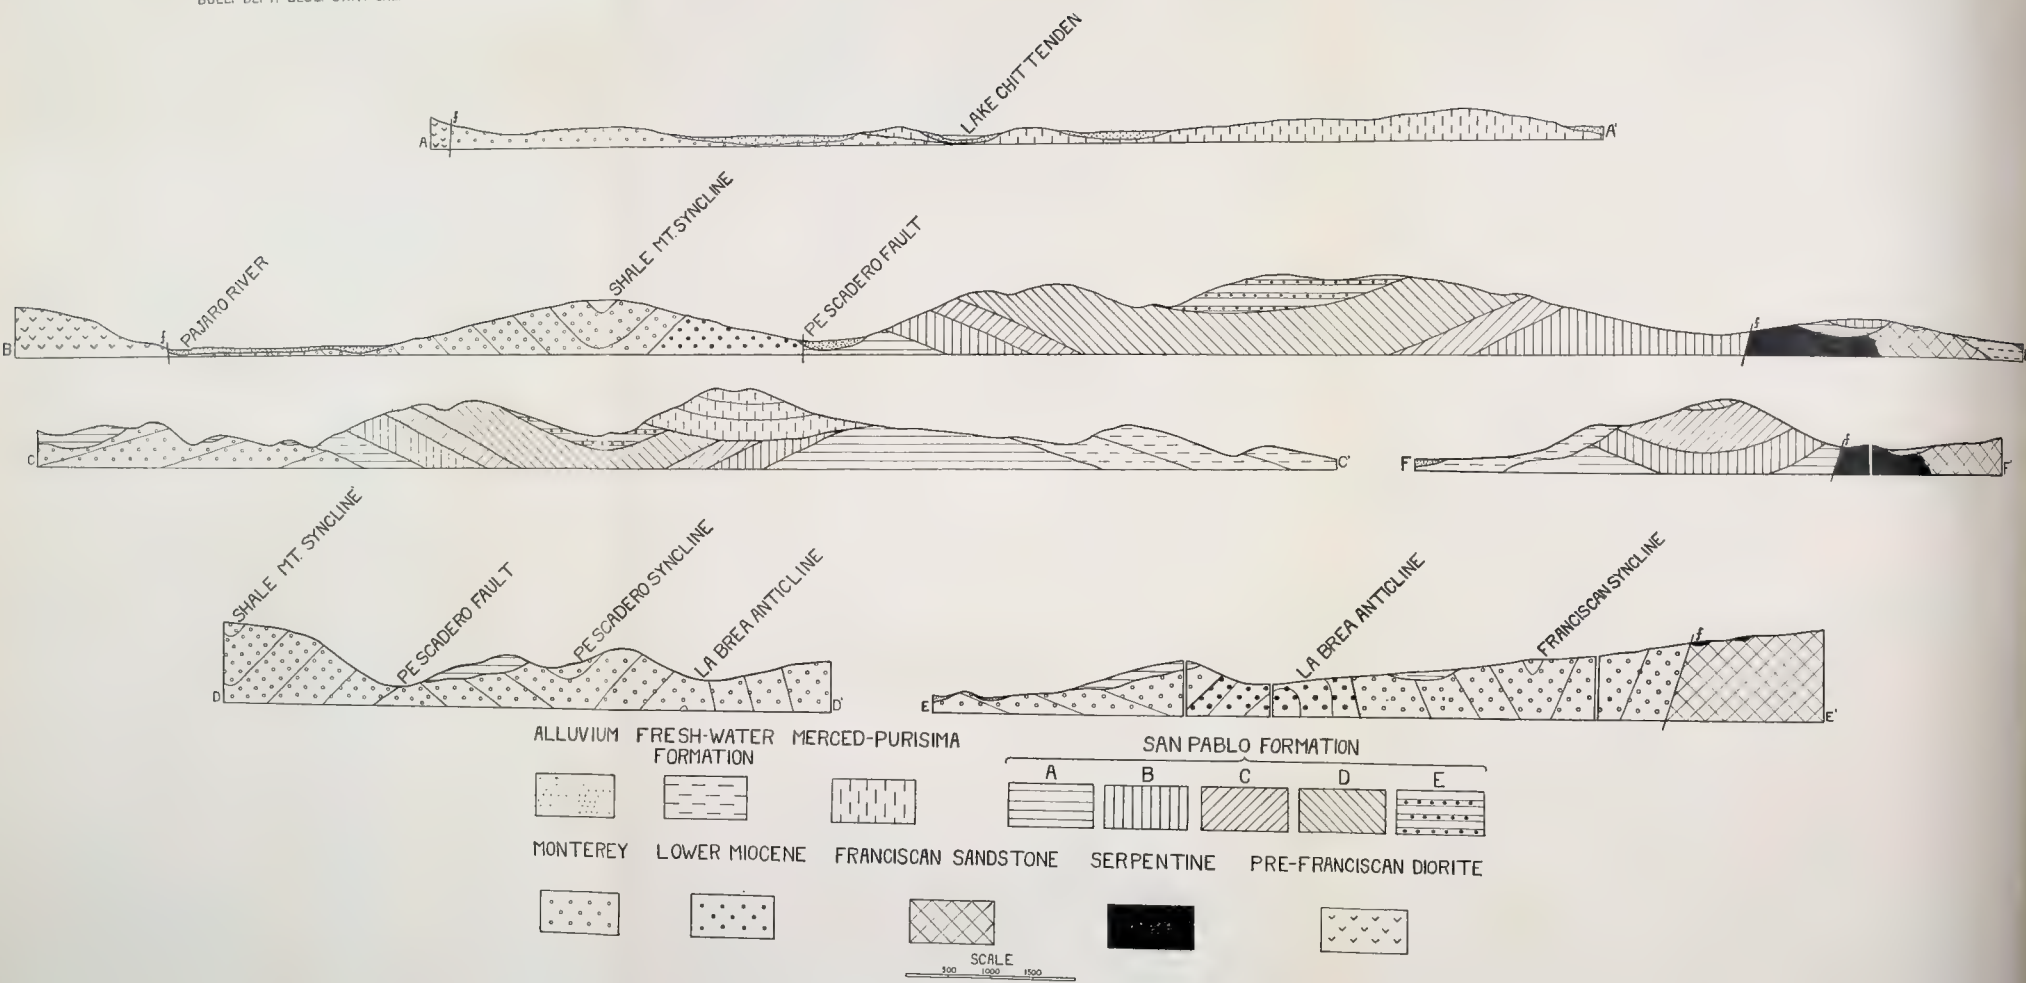 LAKE CHITTENDEN
A
f
A'
SHALE MT. SYNCLINE
PESCADERO FAULT
PAJARO RIVER
B
f
f
C
C'
F
f
F'
SHALE MT. SYNCLINE
PESCADERO FAULT
PESCADERO SYNCLINE
LA BREA ANTICLINE
D
D'
LA BREA ANTICLINE
FRANCISCAN SYNCLINE
f
E
E'
ALLUVIUM FRESH-WATER MERCED-PURISIMA
FORMATION
SAN PABLO FORMATION
A B C D E
MONTEREY LOWER MIOCENE FRANCISCAN SANDSTONE SERPENTINE PRE-FRANCISCAN DIORITE
SCALE
500 1000 1500